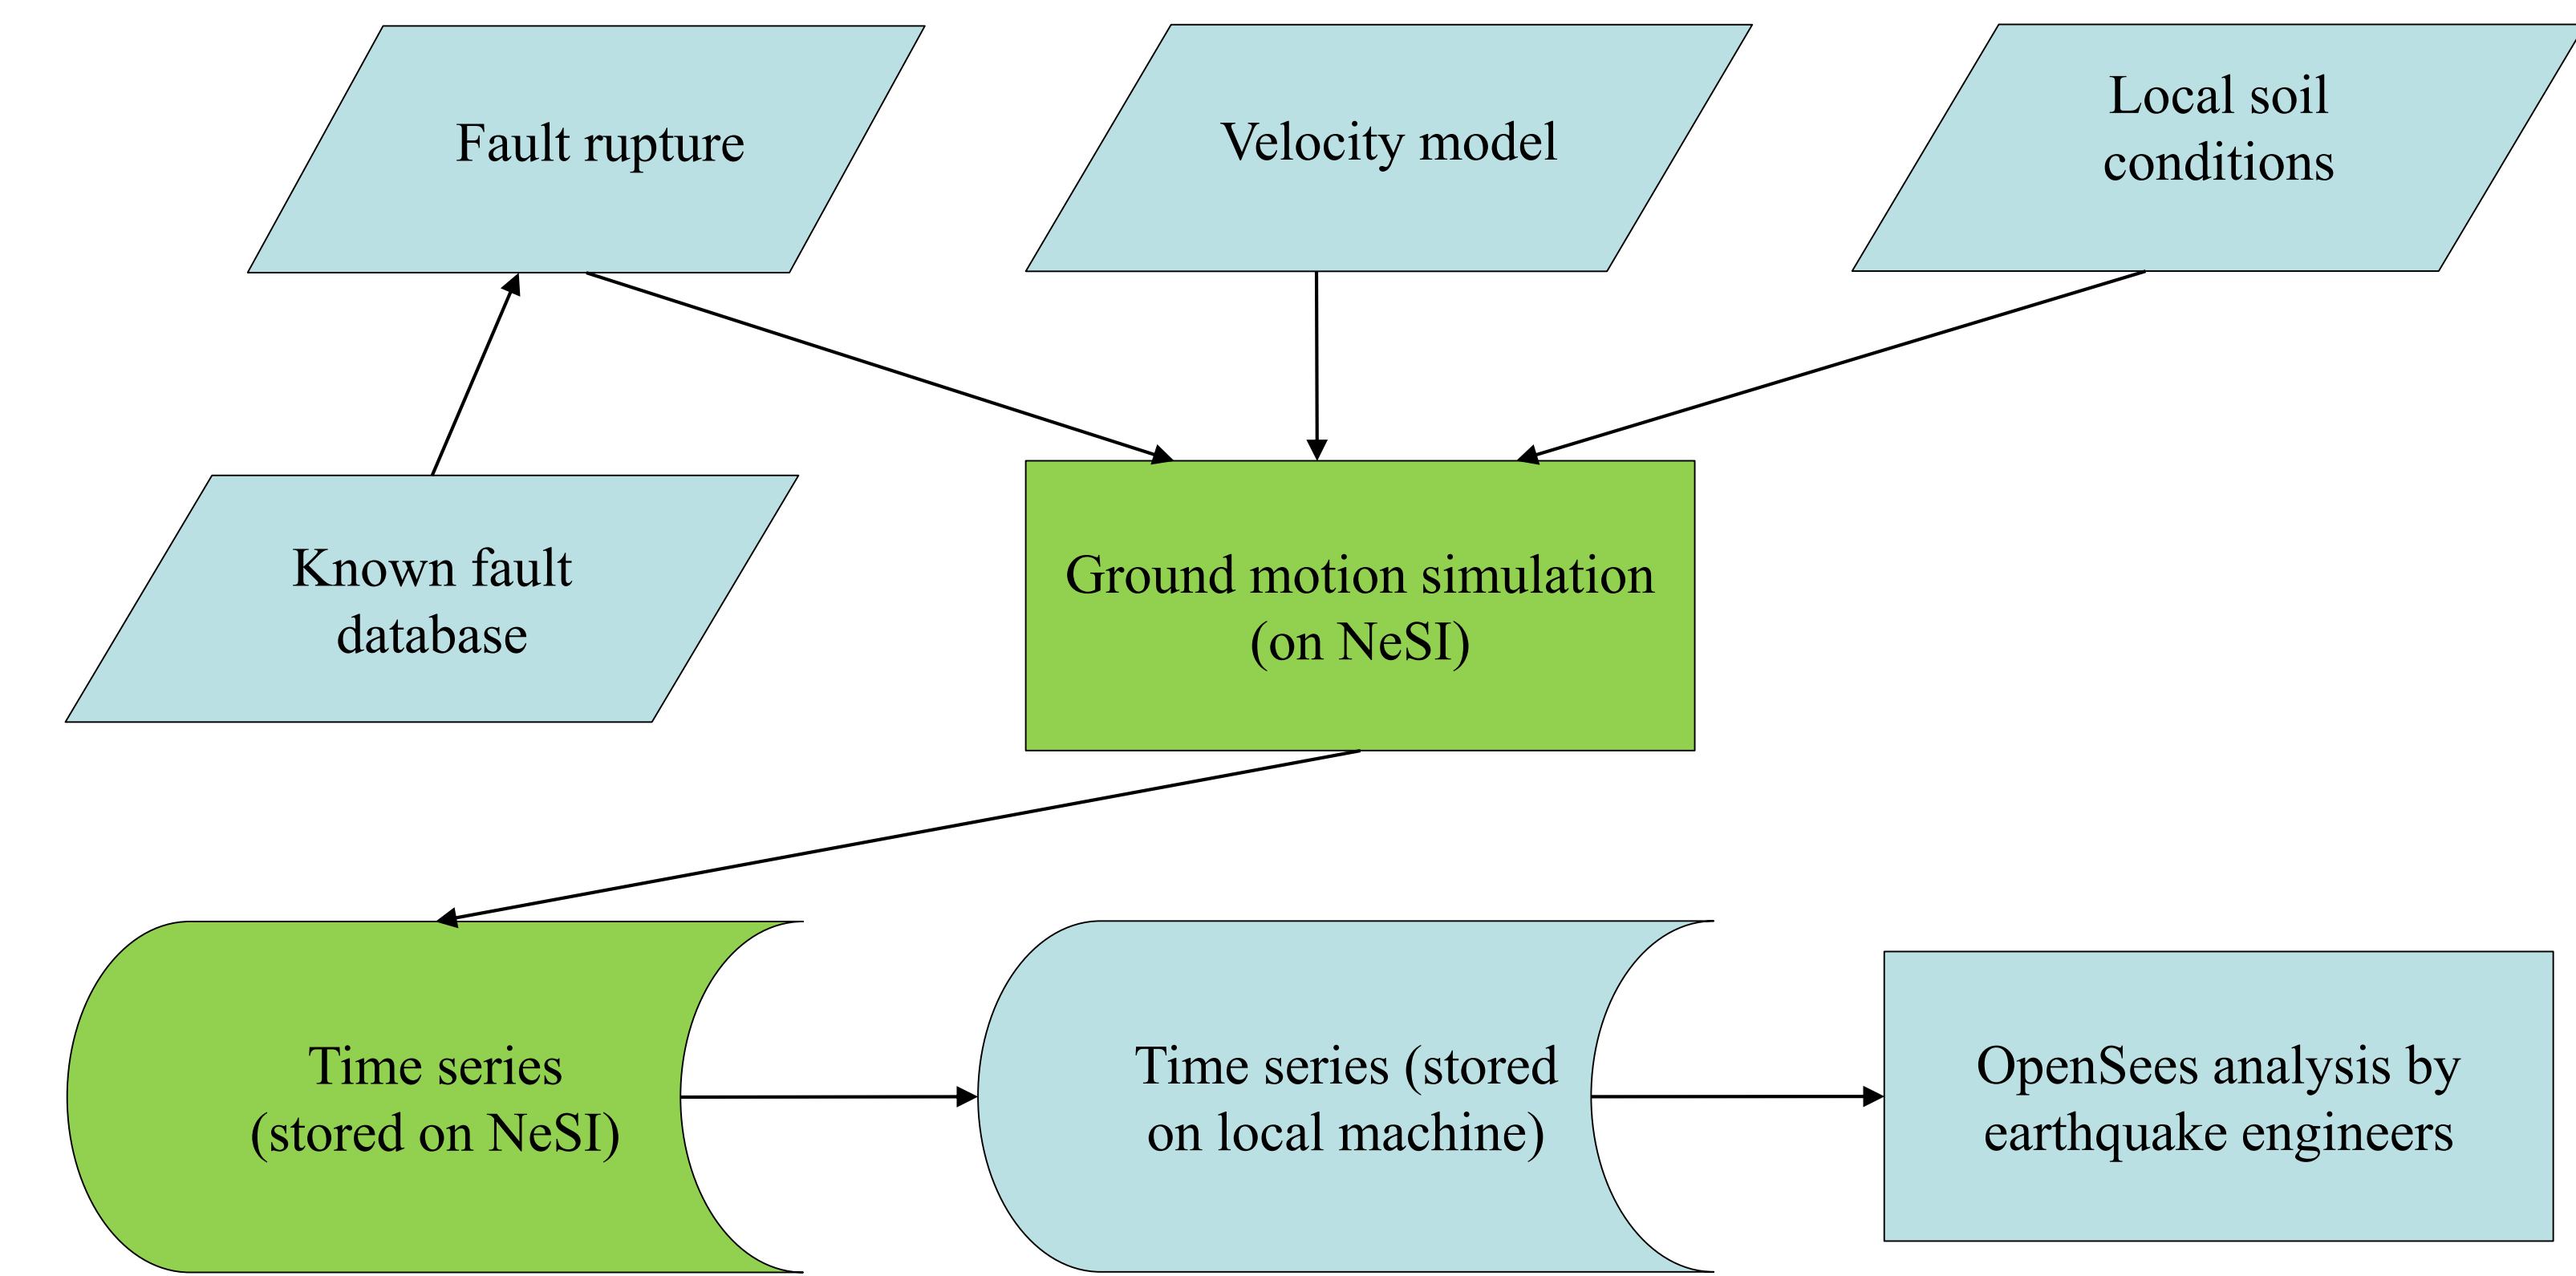 Fault rupture
Velocity model
Local soil
conditions
Known fault
database
Ground motion simulation
(on NeSI)
Time series
(stored on NeSI)
Time series (stored
on local machine)
OpenSees analysis by
earthquake engineers